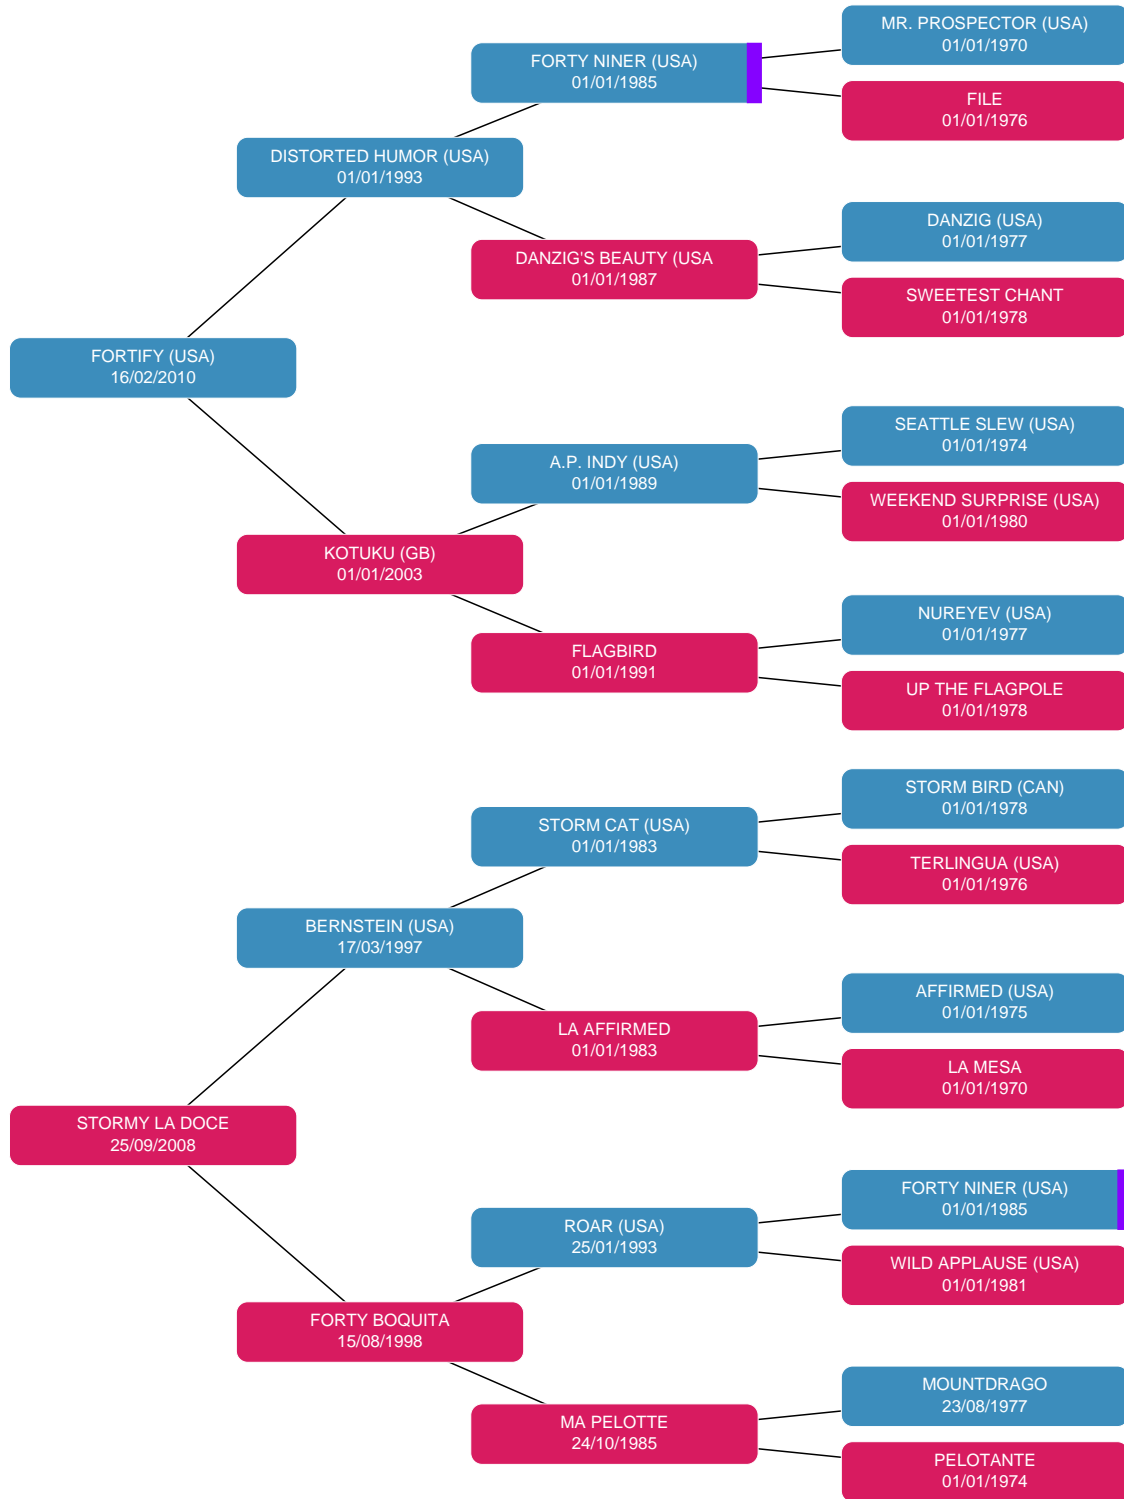 MR. PROSPECTOR (USA)
01/01/1970
FORTY NINER (USA)
01/01/1985
FILE
01/01/1976
DISTORTED HUMOR (USA)
01/01/1993
DANZIG (USA)
01/01/1977
DANZIG'S BEAUTY (USA
01/01/1987
SWEETEST CHANT
01/01/1978
FORTIFY (USA)
16/02/2010
SEATTLE SLEW (USA)
01/01/1974
A.P. INDY (USA)
01/01/1989
WEEKEND SURPRISE (USA)
01/01/1980
KOTUKU (GB)
01/01/2003
NUREYEV (USA)
01/01/1977
FLAGBIRD
01/01/1991
UP THE FLAGPOLE
01/01/1978
STORM BIRD (CAN)
01/01/1978
STORM CAT (USA)
01/01/1983
TERLINGUA (USA)
01/01/1976
BERNSTEIN (USA)
17/03/1997
AFFIRMED (USA)
01/01/1975
LA AFFIRMED
01/01/1983
LA MESA
01/01/1970
STORMY LA DOCE
25/09/2008
FORTY NINER (USA)
01/01/1985
ROAR (USA)
25/01/1993
WILD APPLAUSE (USA)
01/01/1981
FORTY BOQUITA
15/08/1998
MOUNTDRAGO
23/08/1977
MA PELOTTE
24/10/1985
PELOTANTE
01/01/1974